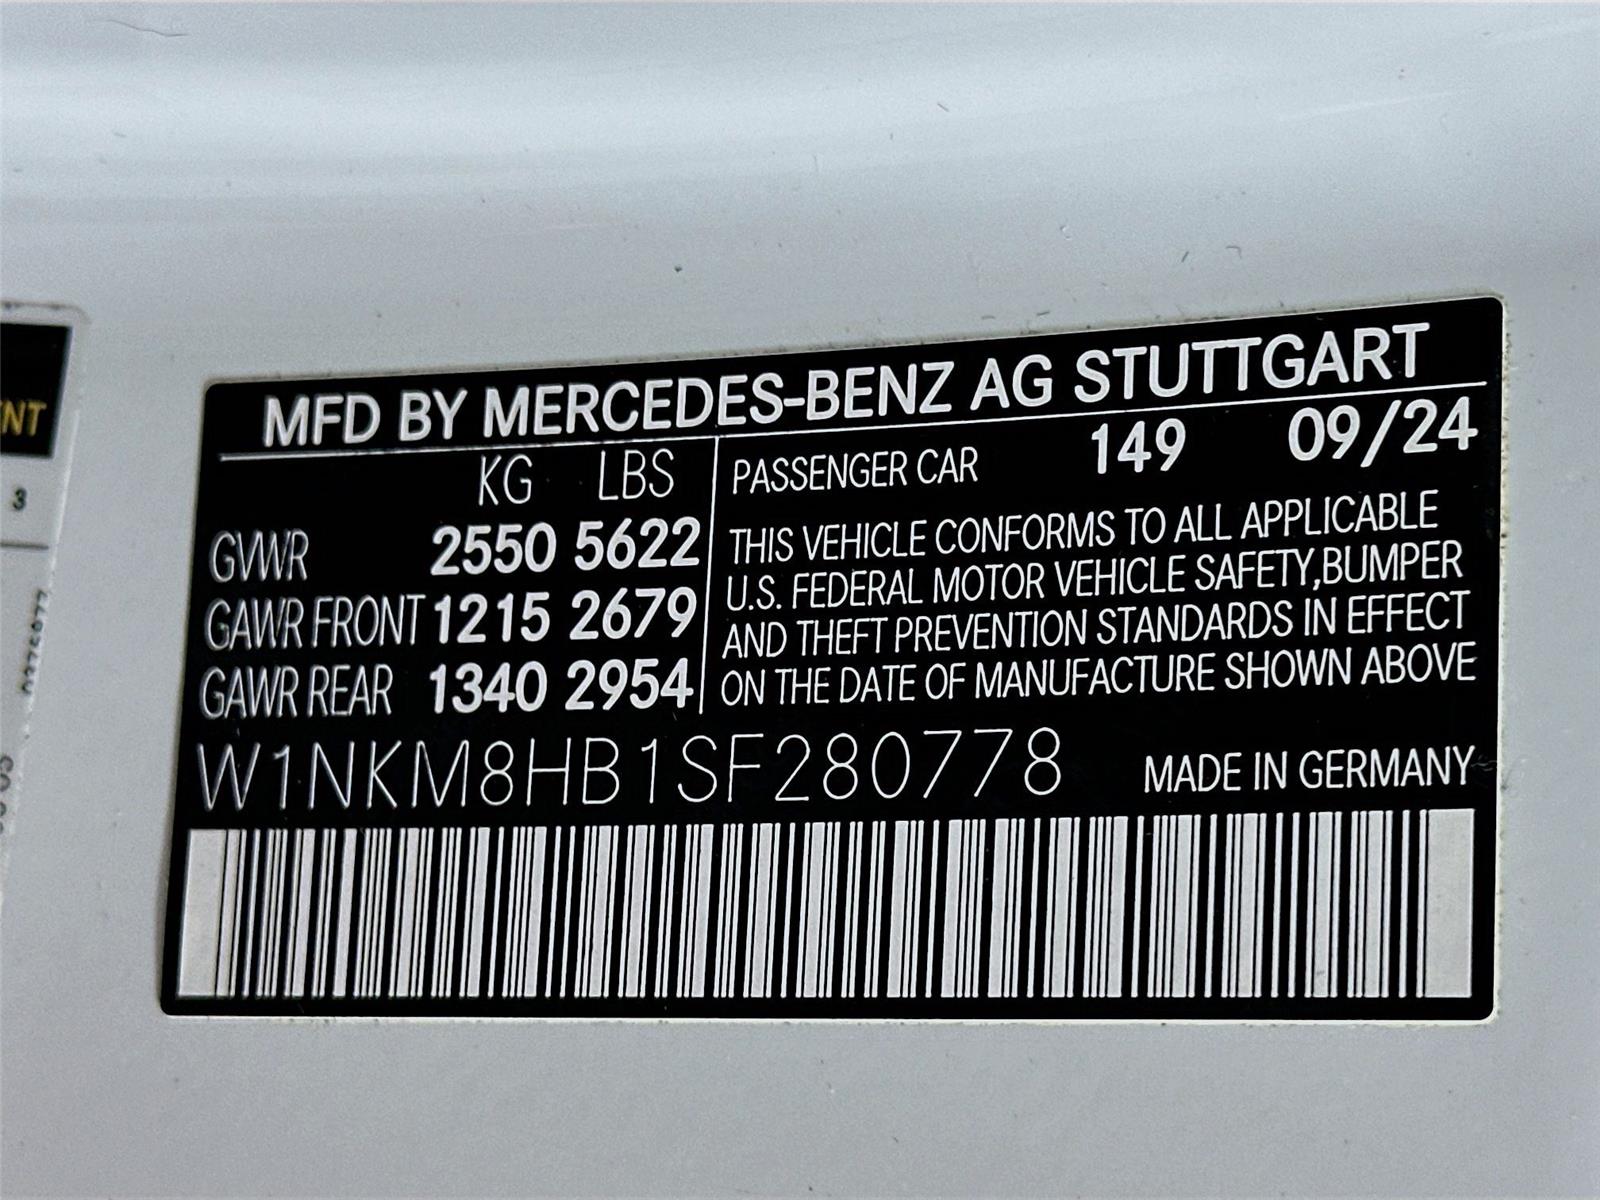 MFD BY MERCEDES-BENZ AG STUTTGART
KG LBS
GVWR 2550 5622
GAWR FRONT 1215 2679
GAWR REAR 1340 2954
PASSENGER CAR 149 09/24
THIS VEHICLE CONFORMS TO ALL APPLICABLE
U.S. FEDERAL MOTOR VEHICLE SAFETY,BUMPER
AND THEFT PREVENTION STANDARDS IN EFFECT
ON THE DATE OF MANUFACTURE SHOWN ABOVE
W1NKM8HB1SF280778 MADE IN GERMANY
3